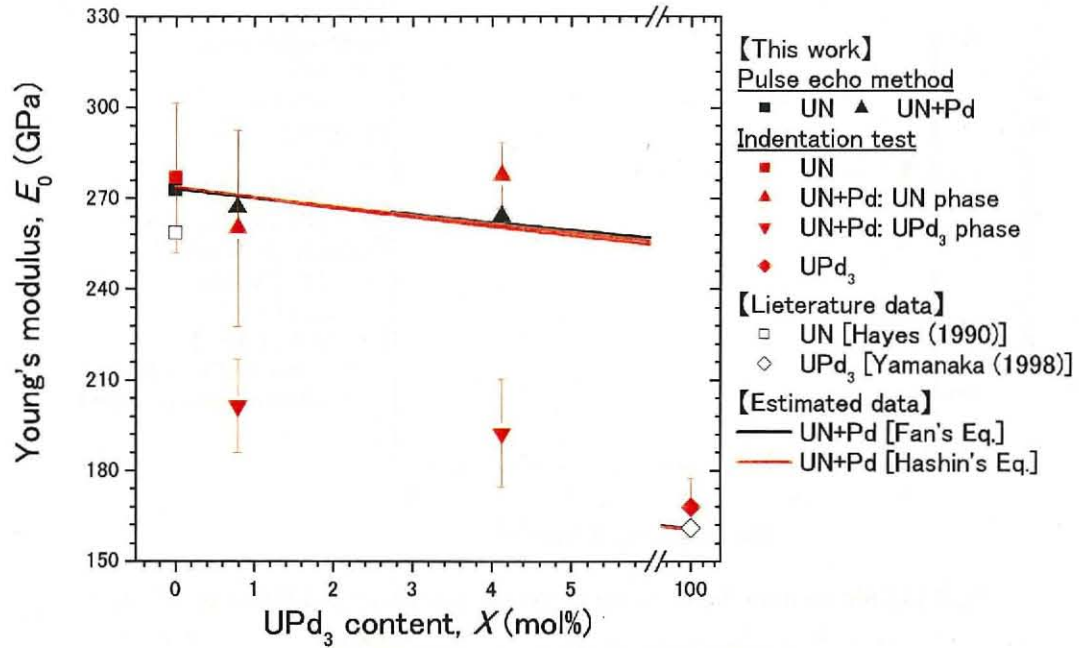 Young's modulus, E₀ (GPa)
330
300
270
240
210
180
150
0 1 2 3 4 5 100
UPd₃ content, X (mol%)
【This work】
Pulse echo method
UN UN+Pd
Indentation test
UN
UN+Pd: UN phase
UN+Pd: UPd₃ phase
UPd₃
【Lieterature data】
UN [Hayes (1990)]
UPd₃ [Yamanaka (1998)]
【Estimated data】
UN+Pd [Fan's Eq.]
UN+Pd [Hashin's Eq.]